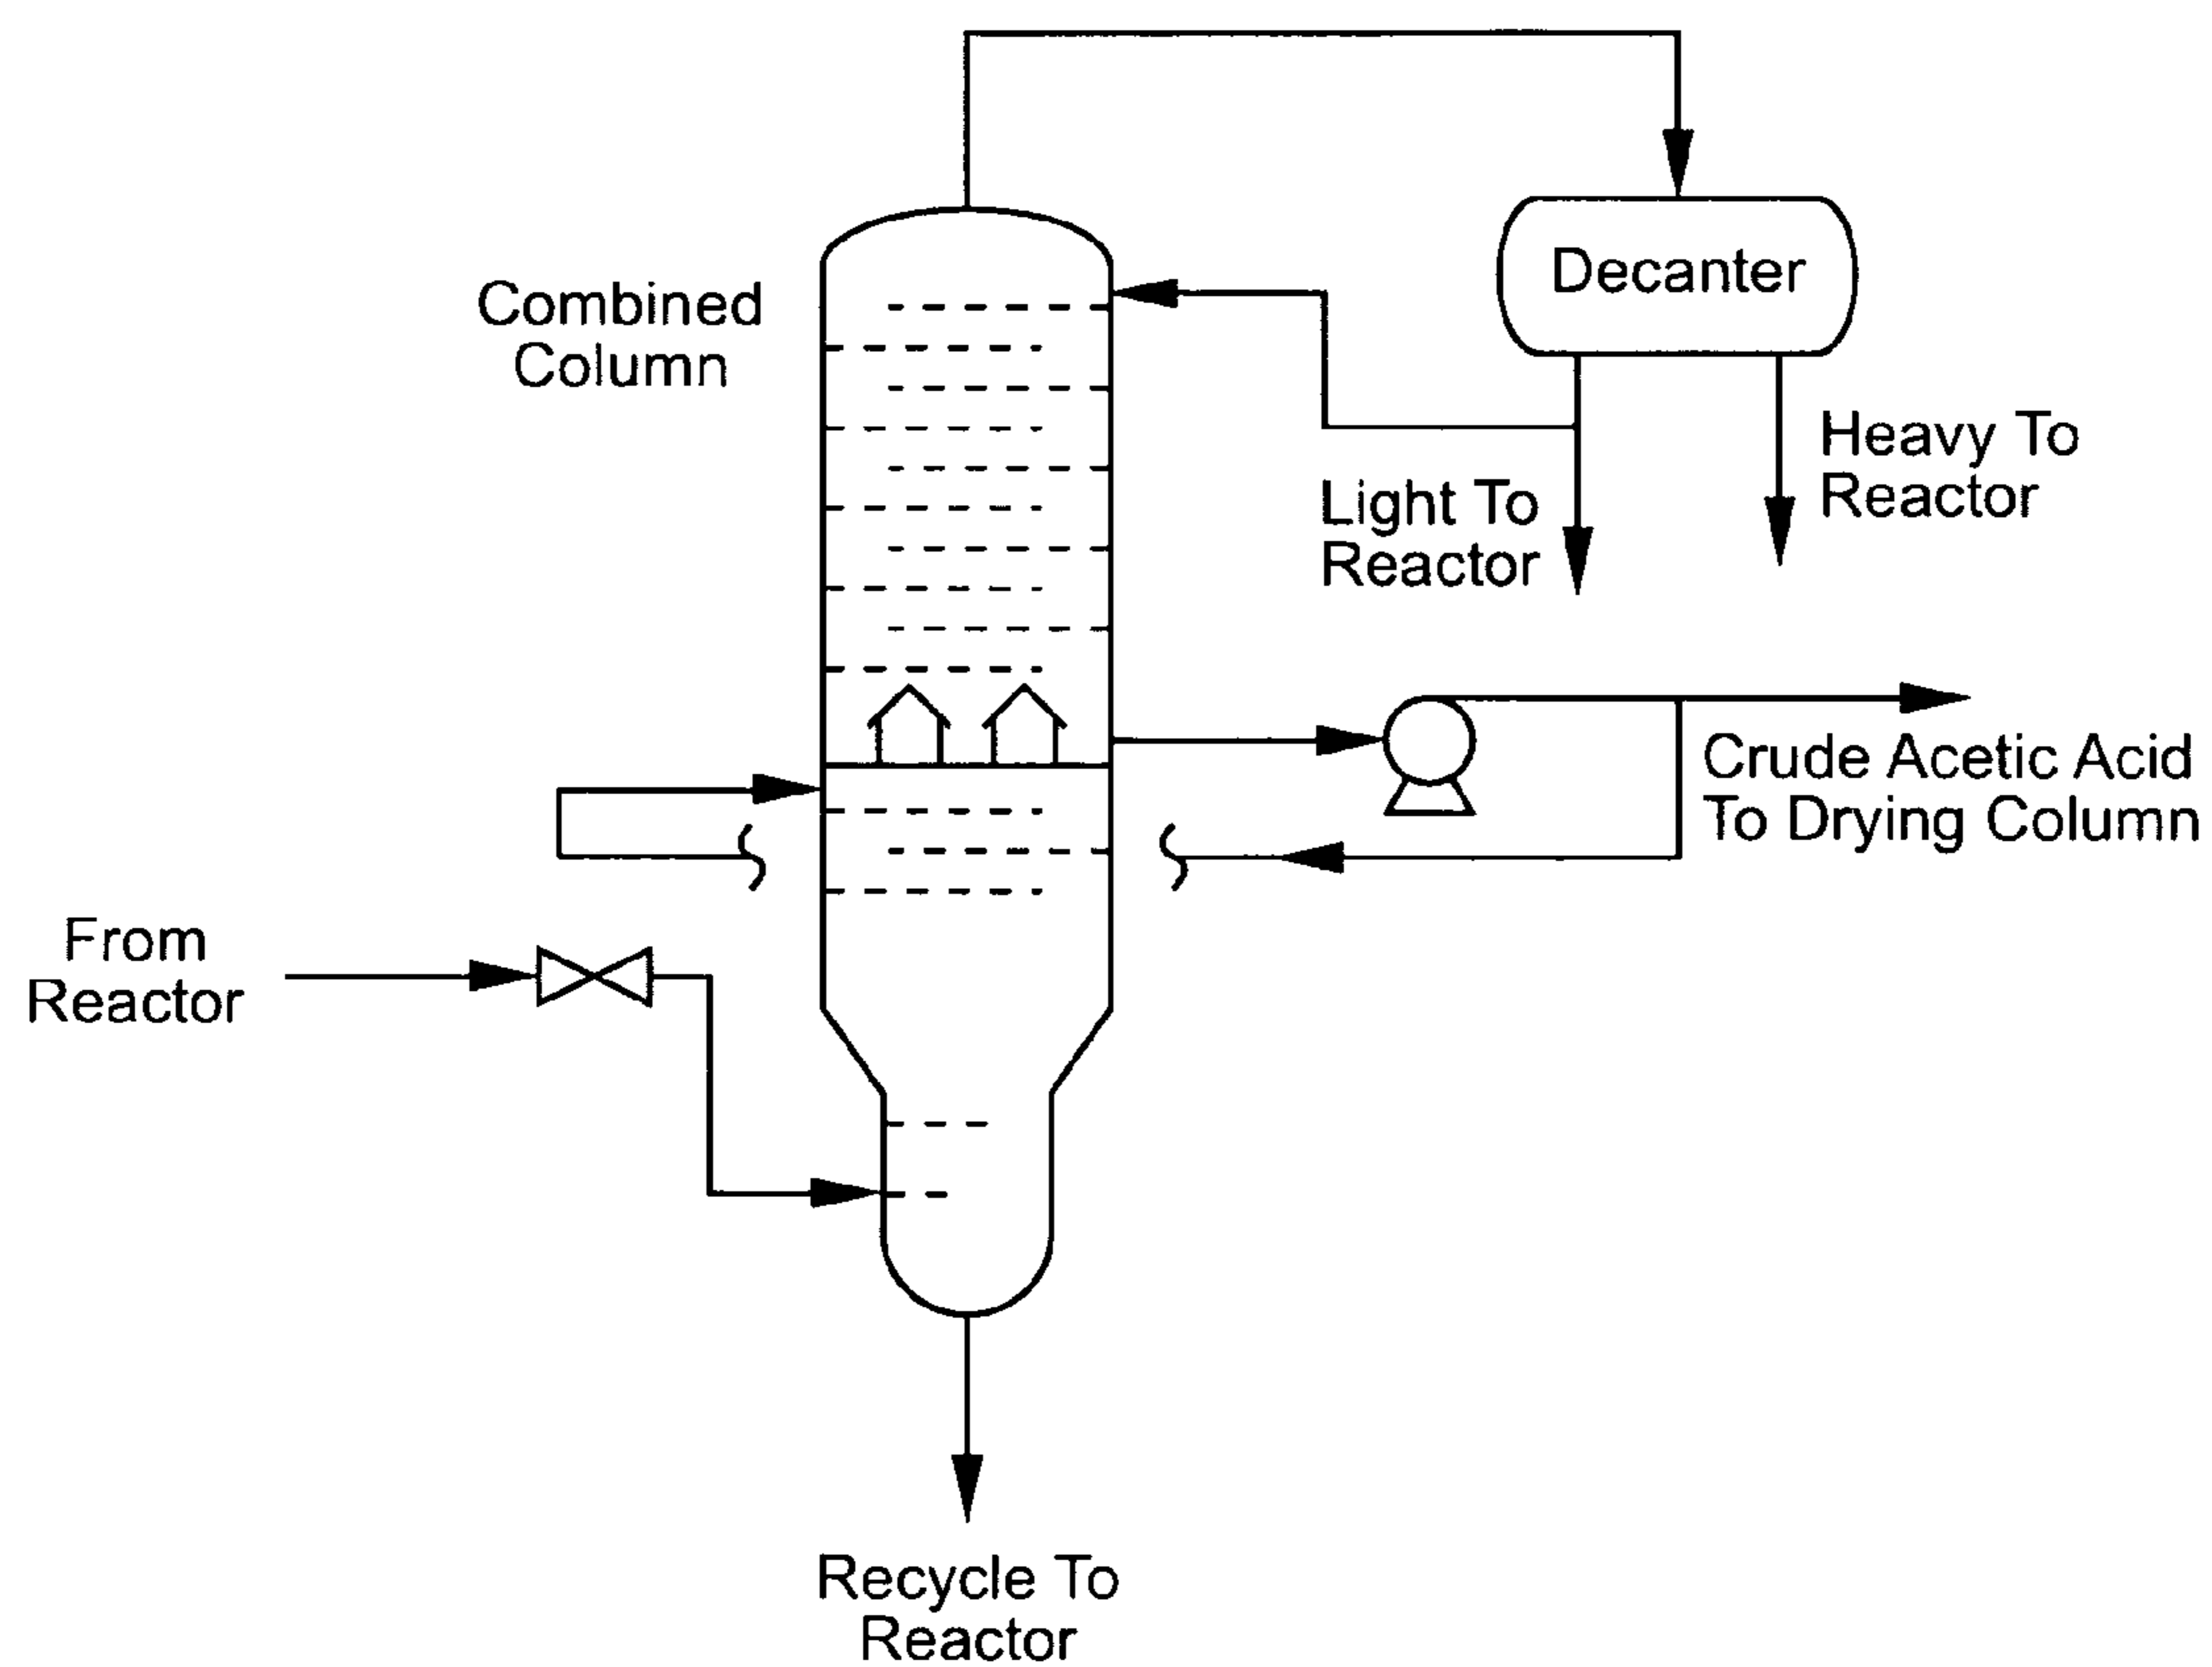 Combined
Column
Decanter
Heavy To
Reactor
Light To
Reactor
Crude Acetic Acid
To Drying Column
From
Reactor
Recycle To
Reactor